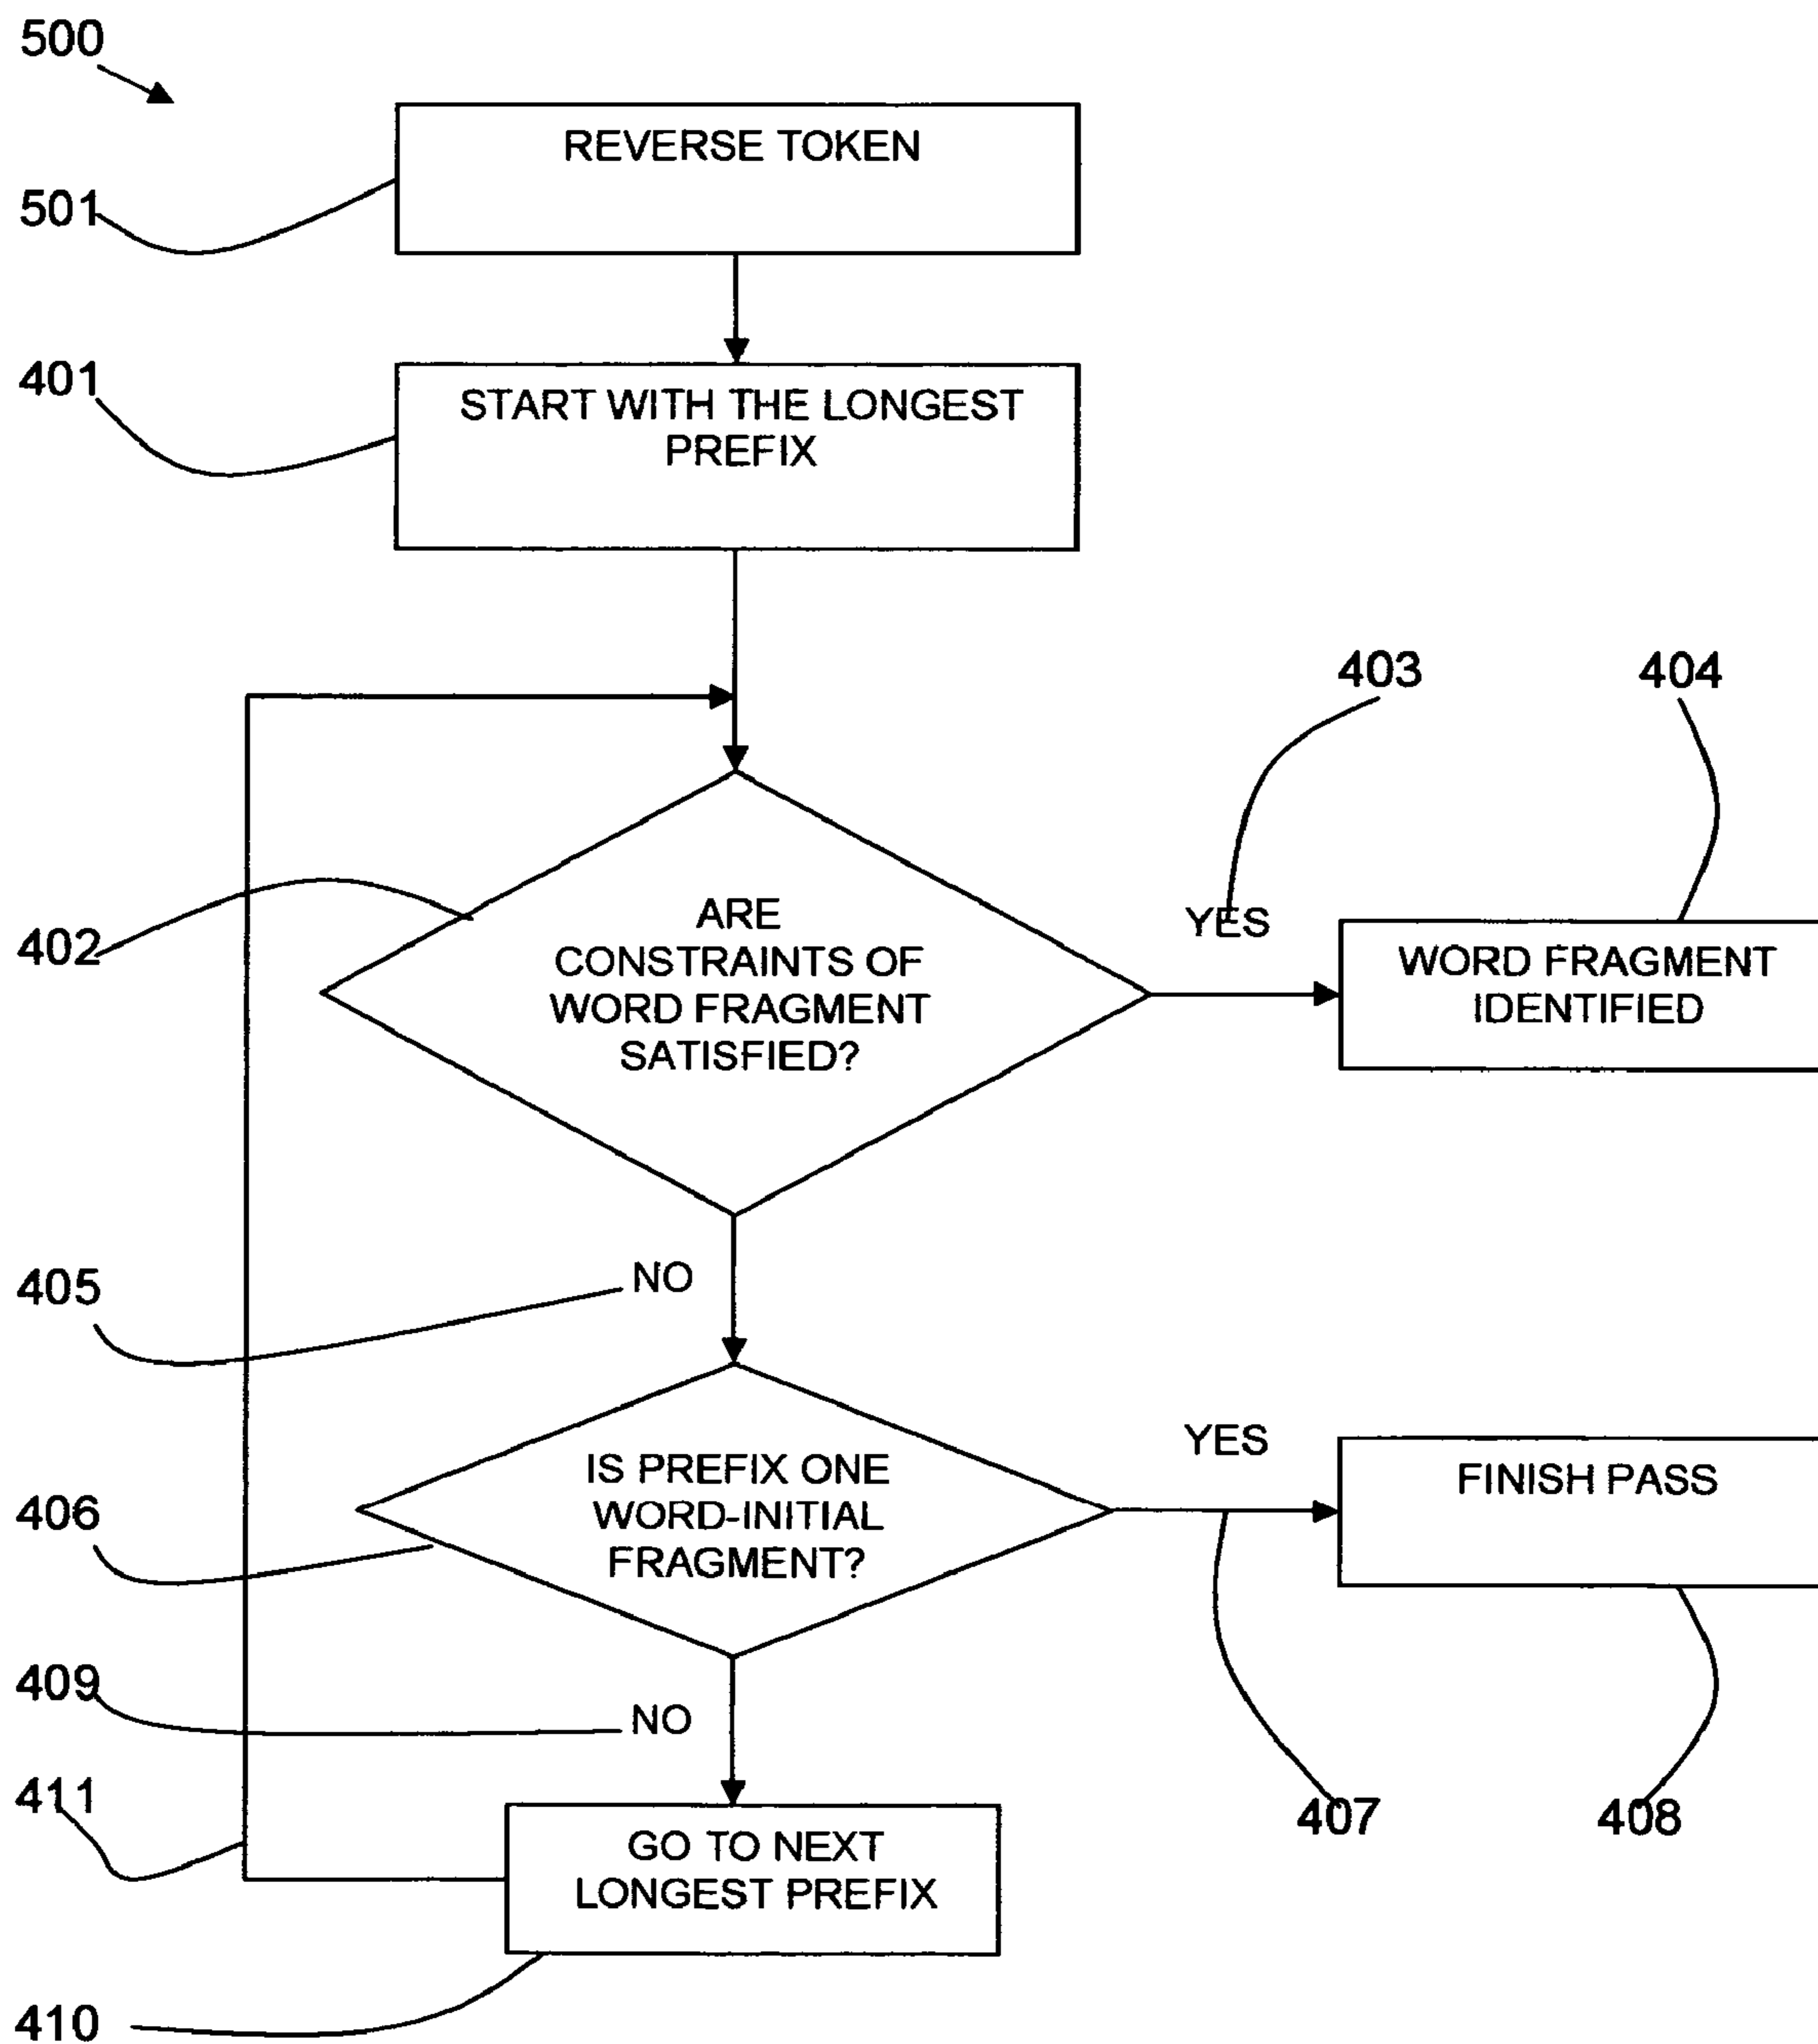 500
REVERSE TOKEN
501
401
START WITH THE LONGEST
PREFIX
403
404
402
ARE
CONSTRAINTS OF
WORD FRAGMENT
SATISFIED?
YES
WORD FRAGMENT
IDENTIFIED
405
NO
406
IS PREFIX ONE
WORD-INITIAL
FRAGMENT?
YES
FINISH PASS
409
NO
411
GO TO NEXT
LONGEST PREFIX
407
408
410